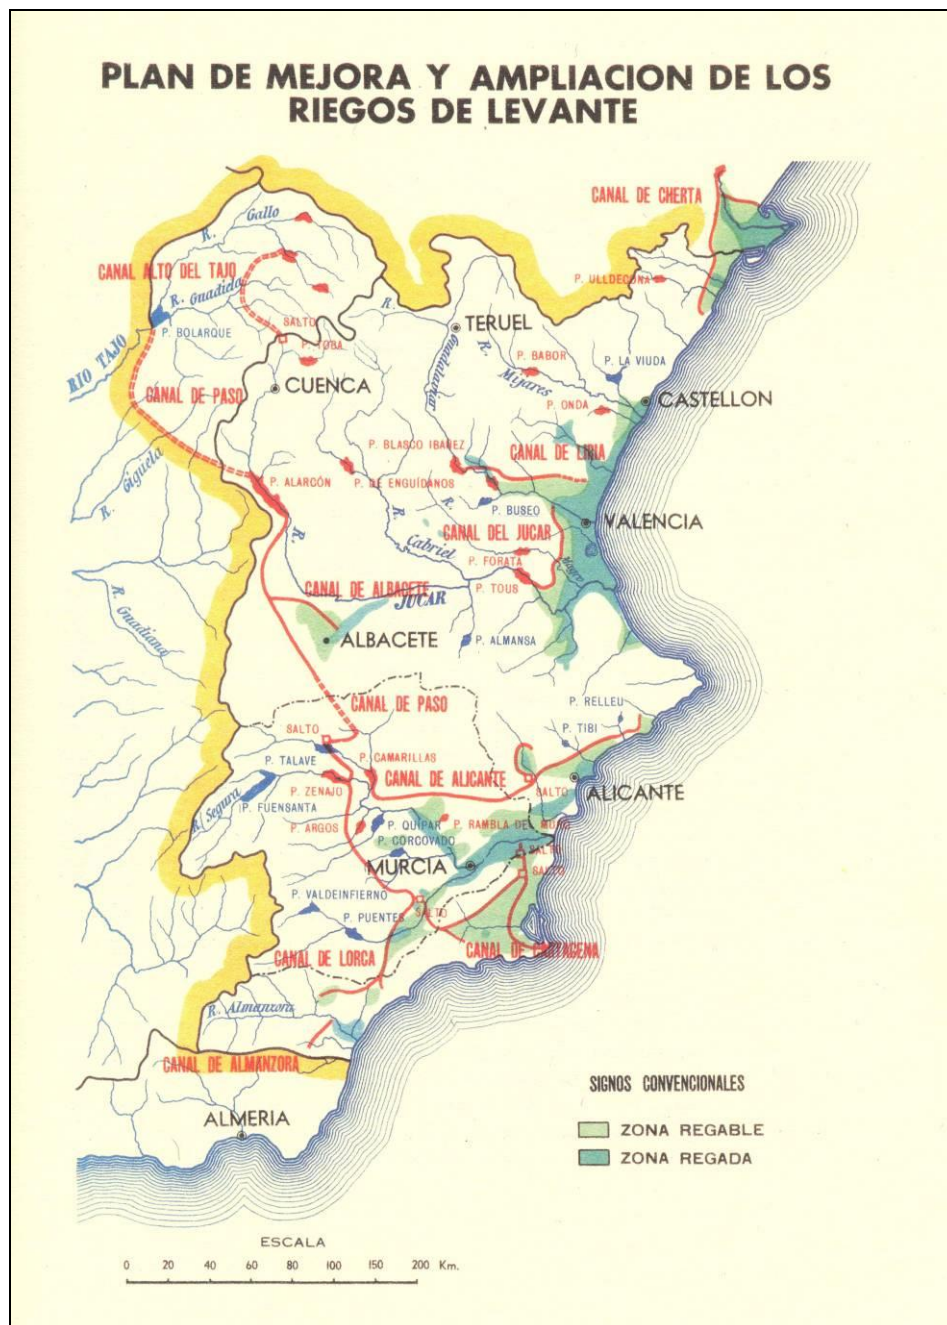 PLAN DE MEJORA Y AMPLIACION DE LOS
RIEGOS DE LEVANTE
CANAL DE CHERTA
R. Gallo
CANAL ALTO DEL TAJO
P. ULLDECONA
R. Guadiela
R.
SALTO
TERUEL
P. BOLARQUE
P. TOBA
R.
P. BABOR
P. LA VIUDA
RIO TAJO
Guadalaviar
Mijares
CUENCA
CANAL DE PASO
CASTELLON
P. ONDA
P. BLASCO IBAÑEZ
CANAL DE LIRIA
R. Gigüela
P. ALARCÓN
P. DE ENGUÍDANOS
R.
P. BUSEO
VALENCIA
R.
R.
CANAL DEL JUCAR
Cabriel
P. FORATA
Magro
CANAL DE ALBACETE
JUCAR
P. TOUS
R. Guadiana
ALBACETE
P. ALMANSA
CANAL DE PASO
P. RELLEU
SALTO
P. TIBI
P. TALAVE
P. CAMARILLAS
CANAL DE ALICANTE
P. ZENAJO
SALTO
ALICANTE
R. Segura
P. FUENSANTA
P. ARGOS
P. QUIPAR
P. RAMBLA DEL MORO
P. CORCOVADO
SALTO
MURCIA
SALTO
P. VALDEINFIERNO
P. PUENTES
SALTO
CANAL DE LORCA
CANAL DE CARTAGENA
R. Almanzora
CANAL DE ALMANZORA
SIGNOS CONVENCIONALES
ALMERIA
ZONA REGABLE
ZONA REGADA
ESCALA
0 20 40 60 80 100 150 200 Km.